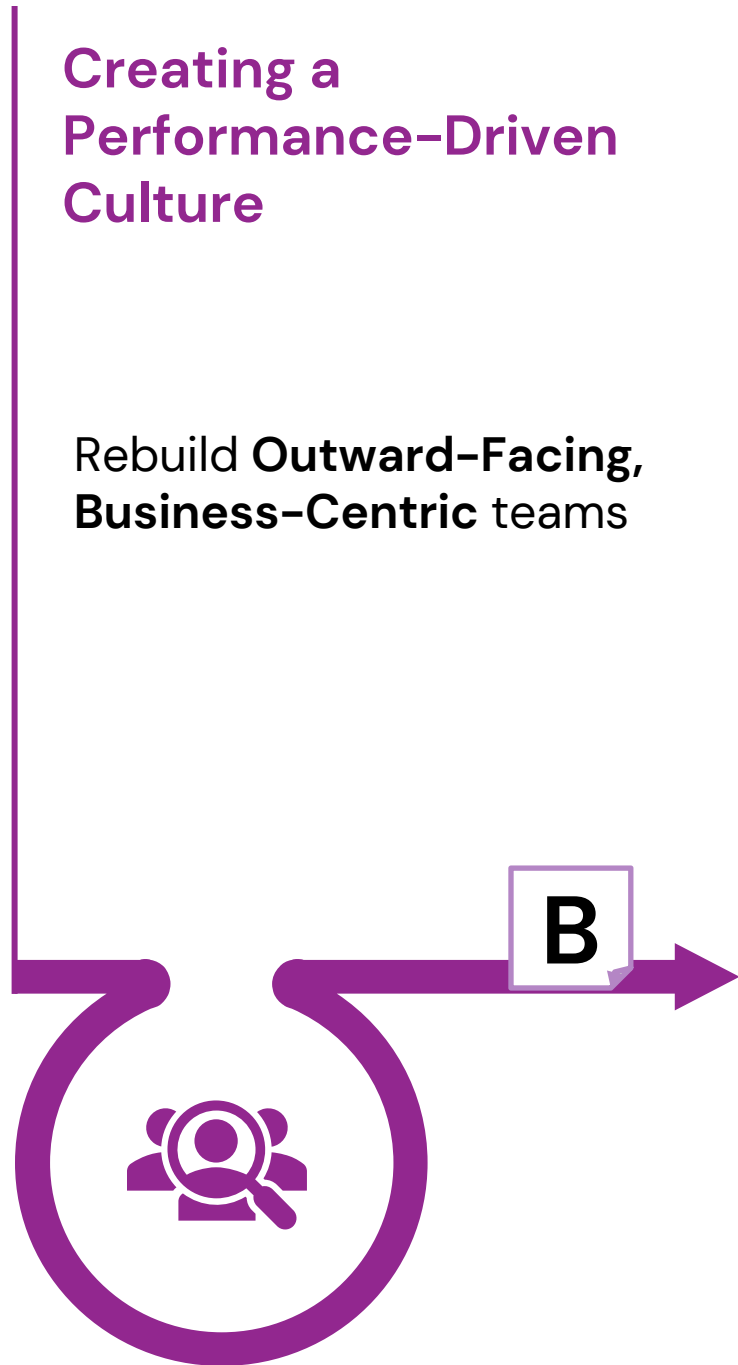 Creating a
Performance-Driven
Culture
Rebuild Outward-Facing,
Business-Centric teams
B